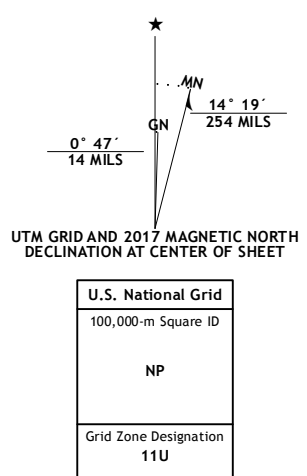 ★
MN
GN
14° 19´
254 MILS
0° 47´
14 MILS
UTM GRID AND 2017 MAGNETIC NORTH
DECLINATION AT CENTER OF SHEET
U.S. National Grid
100,000-m Square ID
NP
Grid Zone Designation
11U